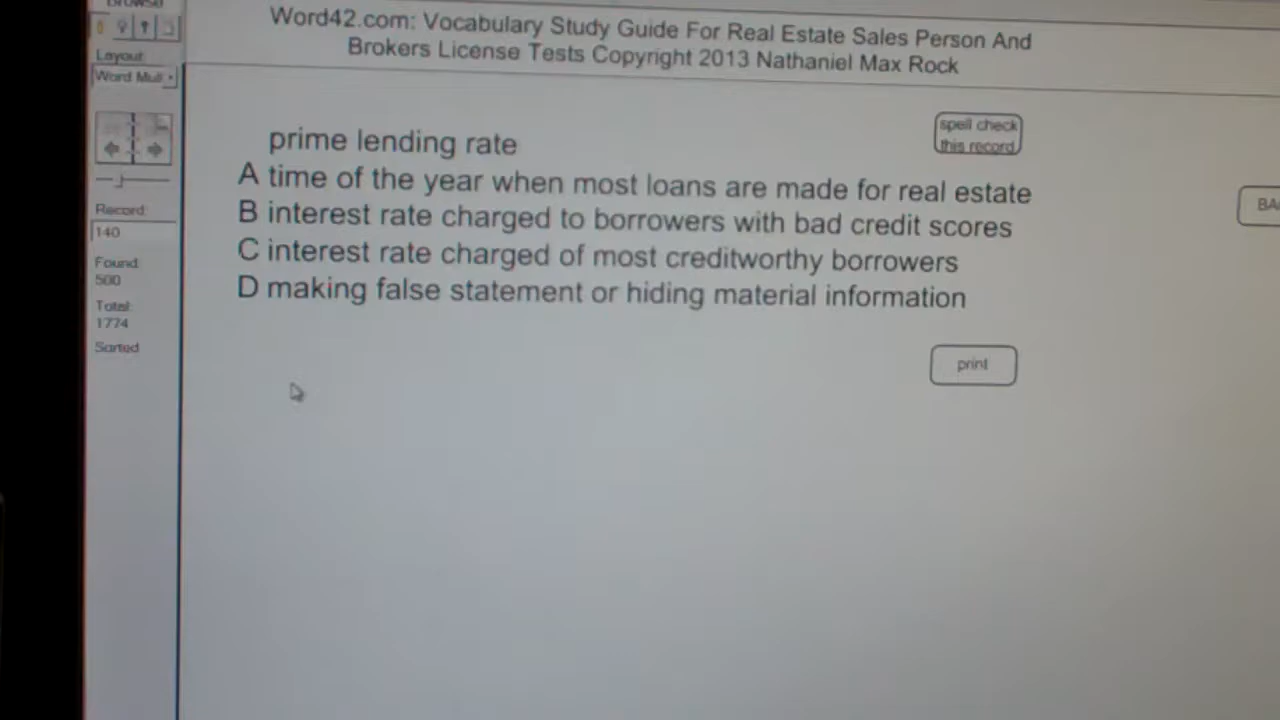 Browse
Word42.com: Vocabulary Study Guide For Real Estate Sales Person And
Brokers License Tests Copyright 2013 Nathaniel Max Rock
Layout:
Word Mult
prime lending rate
spell check
this record
A time of the year when most loans are made for real estate
B interest rate charged to borrowers with bad credit scores
C interest rate charged of most creditworthy borrowers
D making false statement or hiding material information
Record:
140
Found:
500
Total:
1774
Sorted
print